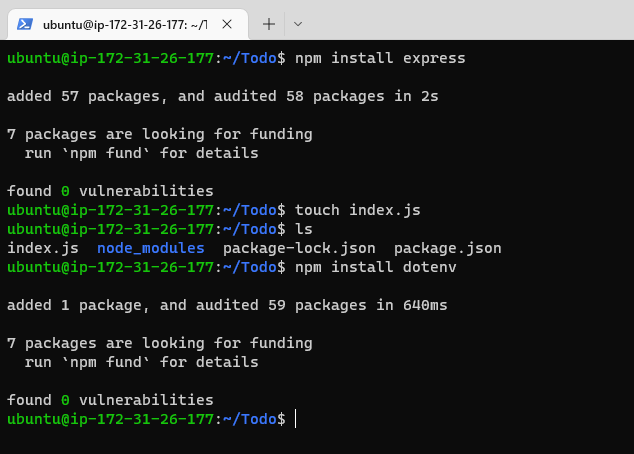 ubuntu@ip-172-31-26-177: ~/T
ubuntu@ip-172-31-26-177:~/Todo$ npm install express
added 57 packages, and audited 58 packages in 2s
7 packages are looking for funding
  run `npm fund` for details
found 0 vulnerabilities
ubuntu@ip-172-31-26-177:~/Todo$ touch index.js
ubuntu@ip-172-31-26-177:~/Todo$ ls
index.js  node_modules  package-lock.json  package.json
ubuntu@ip-172-31-26-177:~/Todo$ npm install dotenv
added 1 package, and audited 59 packages in 640ms
7 packages are looking for funding
  run `npm fund` for details
found 0 vulnerabilities
ubuntu@ip-172-31-26-177:~/Todo$